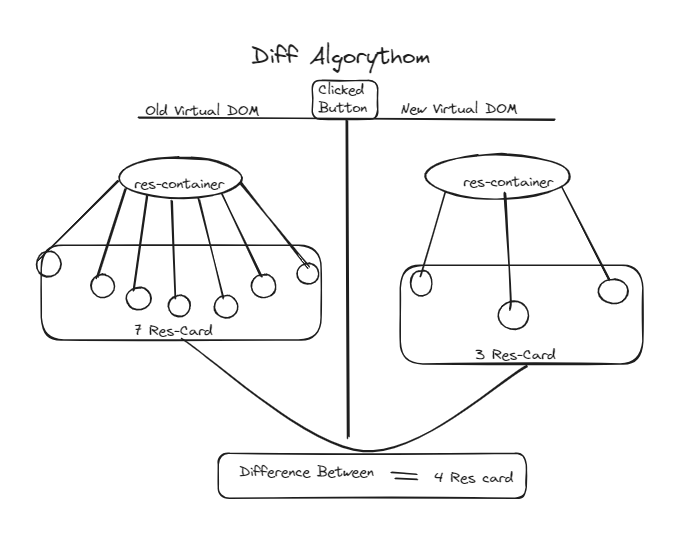 Diff Algorythom
Clicked
Button
Old Virtual DOM
New Virtual DOM
res-container
res-container
7 Res-Card
3 Res-Card
Difference Between = 4 Res card